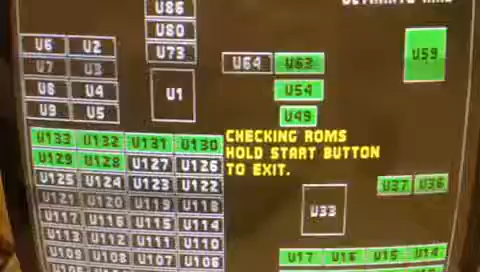 U86
U80
U73
U6 U2
U7 U3
U8 U4
U9 U5
U1
U64 U63
U54
U49
U59
U133 U132 U131 U130
U129 U128 U127 U126
U125 U124 U123 U122
U121 U120 U119 U118
U117 U116 U115 U114
U113 U112 U111 U110
U109 U108 U107 U106
CHECKING ROMS
HOLD START BUTTON
TO EXIT.
U37 U36
U33
U17 U16 U15 U14